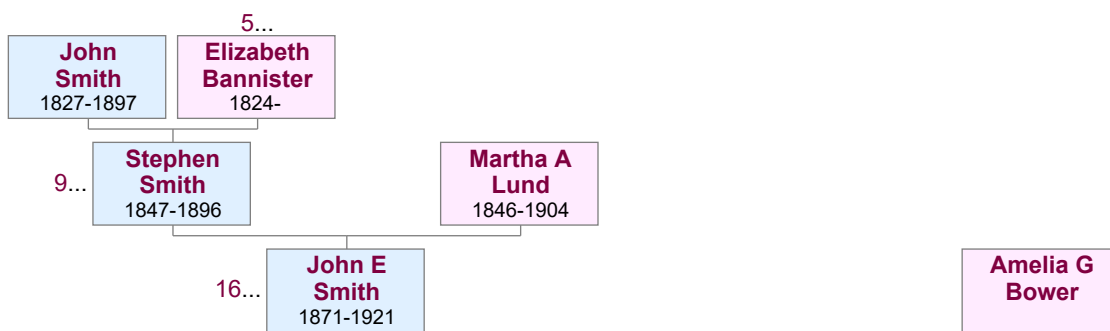 5...
John
Smith
1827-1897
Elizabeth
Bannister
1824-
9...
Stephen
Smith
1847-1896
Martha A
Lund
1846-1904
16...
John E
Smith
1871-1921
Amelia G
Bower